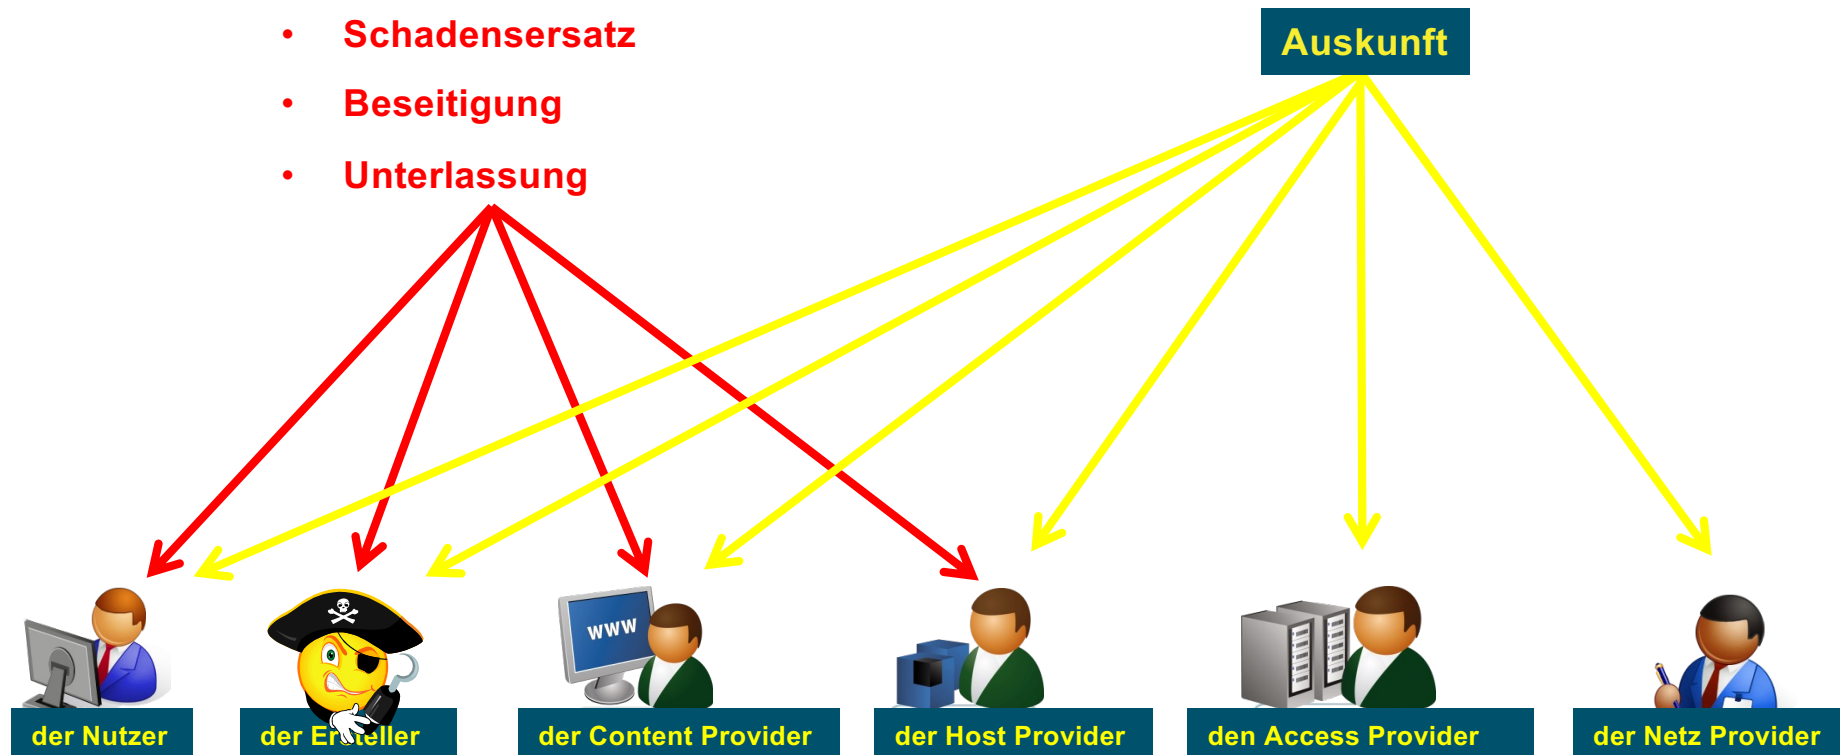 • Schadensersatz
Auskunft
• Beseitigung
• Unterlassung
www
der Nutzer
der Ersteller
der Content Provider
der Host Provider
den Access Provider
der Netz Provider